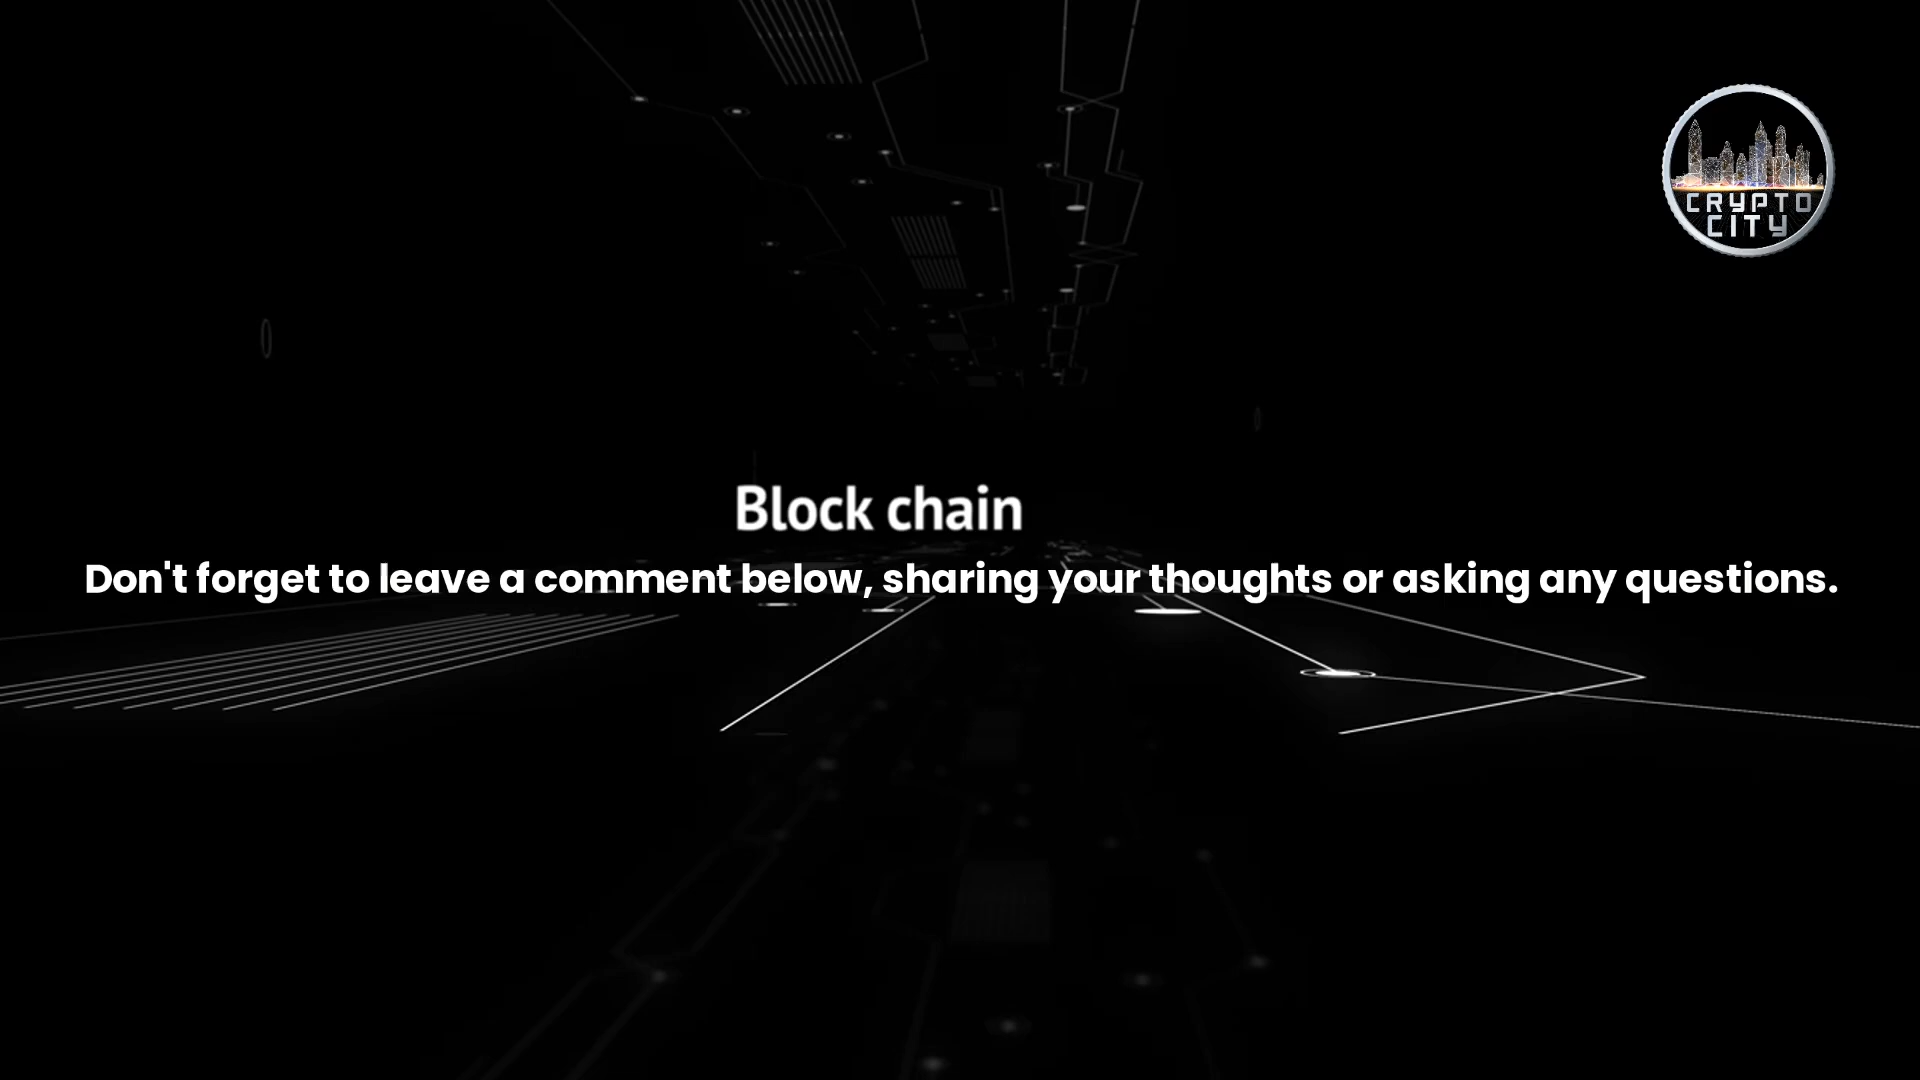 CRYPTO
CITY
Block chain
Don't forget to leave a comment below, sharing your thoughts or asking any questions.